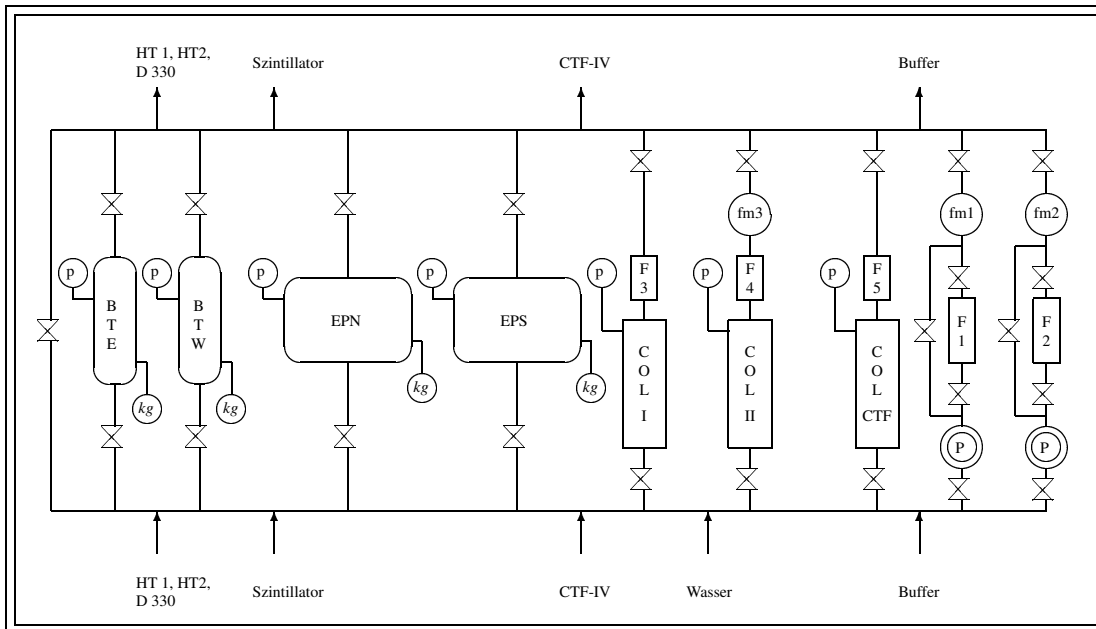 HT 1, HT2,
D 330
Szintillator
CTF-IV
Buffer
fm3
fm1
fm2
p
p
p
p
p
p
p
F
3
F
4
F
5
B
T
E
B
T
W
EPN
EPS
F
1
F
2
C
O
L
I
C
O
L
II
C
O
L
CTF
kg
kg
kg
kg
P
P
HT 1, HT2,
D 330
Szintillator
CTF-IV
Wasser
Buffer